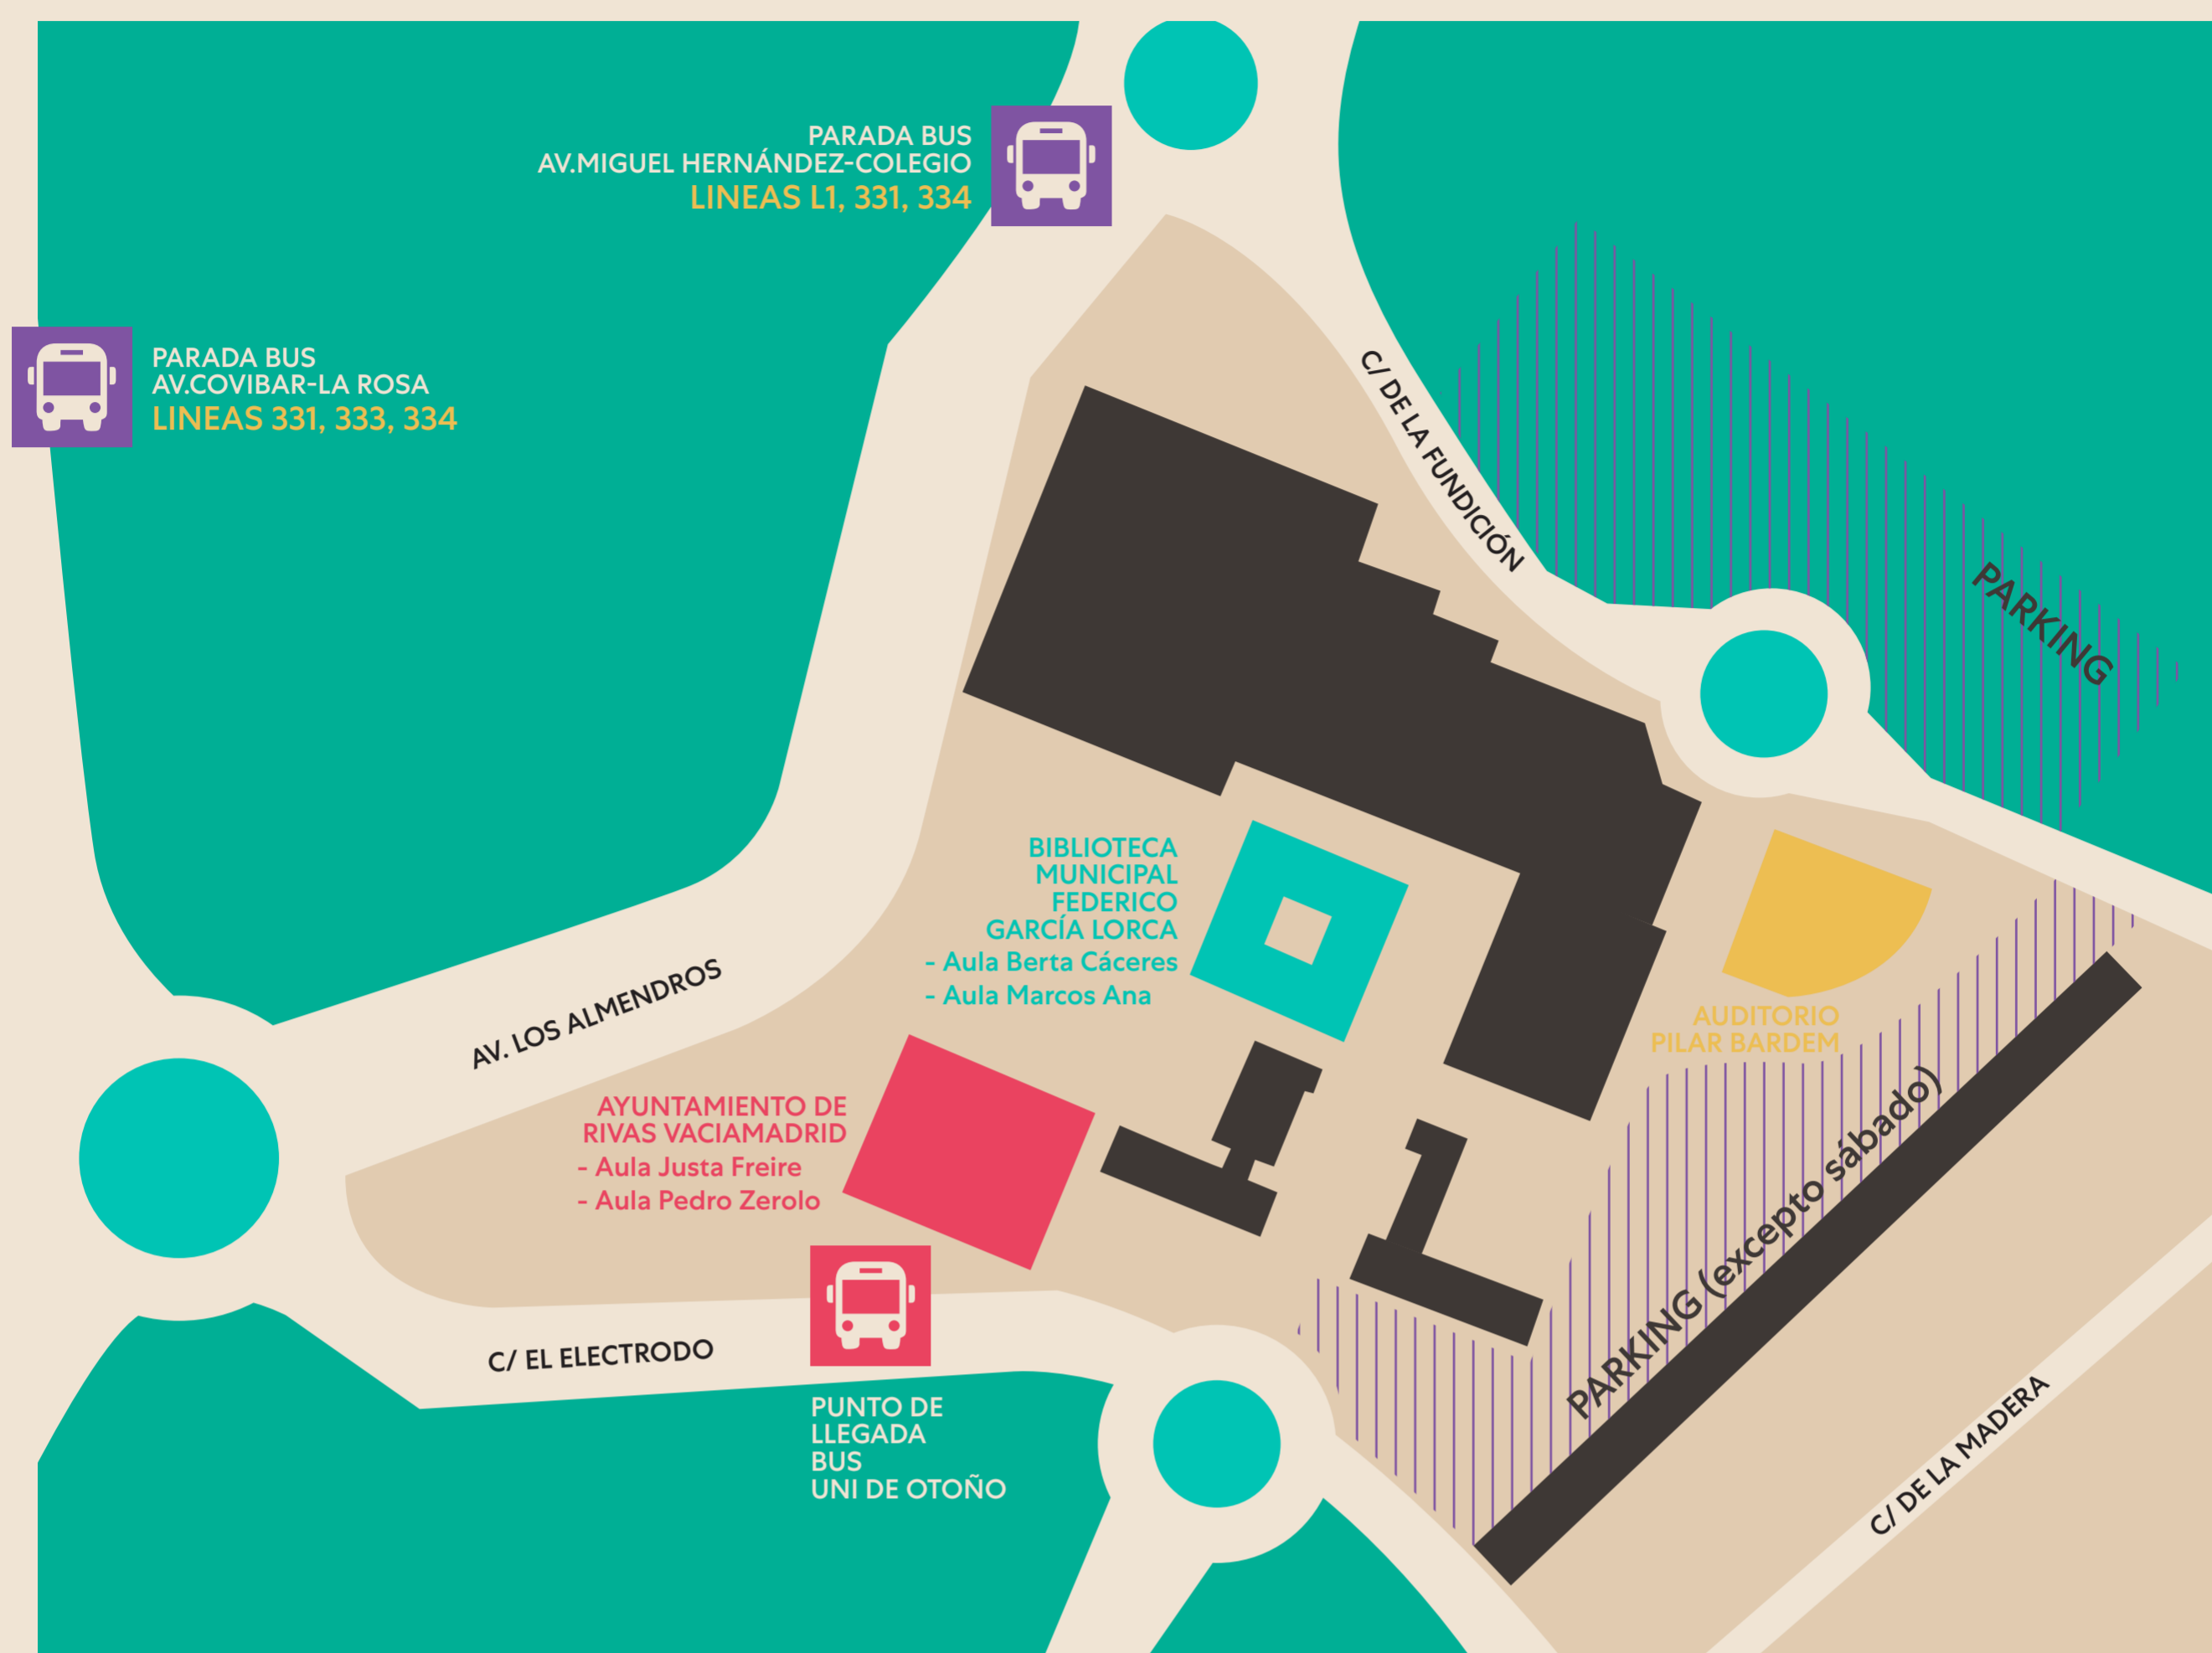 PARADA BUS
AV.MIGUEL HERNÁNDEZ-COLEGIO
LINEAS L1, 331, 334
PARADA BUS
AV.COVIBAR-LA ROSA
LINEAS 331, 333, 334
C/ DE LA FUNDICIÓN
PARKING
BIBLIOTECA
MUNICIPAL
FEDERICO
GARCÍA LORCA
- Aula Berta Cáceres
- Aula Marcos Ana
AV. LOS ALMENDROS
AUDITORIO
PILAR BARDEM
AYUNTAMIENTO DE
RIVAS VACIAMADRID
- Aula Justa Freire
- Aula Pedro Zerolo
PARKING (excepto sábado)
C/ EL ELECTRODO
PUNTO DE
LLEGADA
BUS
UNI DE OTOÑO
C/ DE LA MADERA